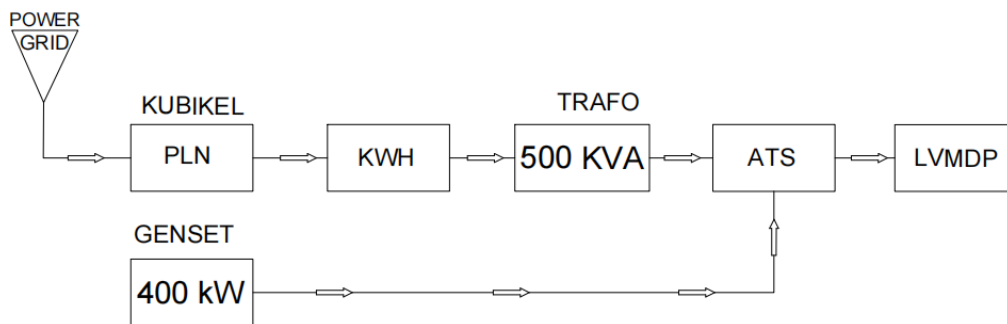 POWER
GRID
KUBIKEL
PLN
KWH
TRAFO
500 KVA
ATS
LVMDP
GENSET
400 kW